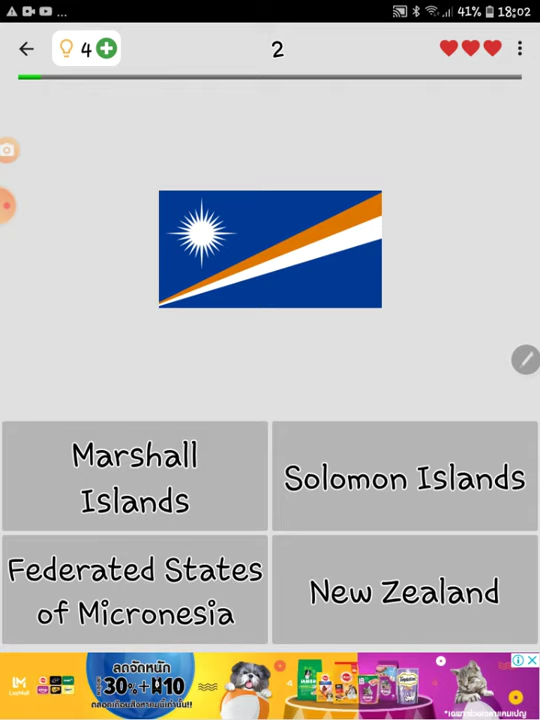 ... 41% 18:02
4 2
Marshall
Islands
Solomon Islands
Federated States
of Micronesia
New Zealand
ลดจัดหนัก
30%
LazMall